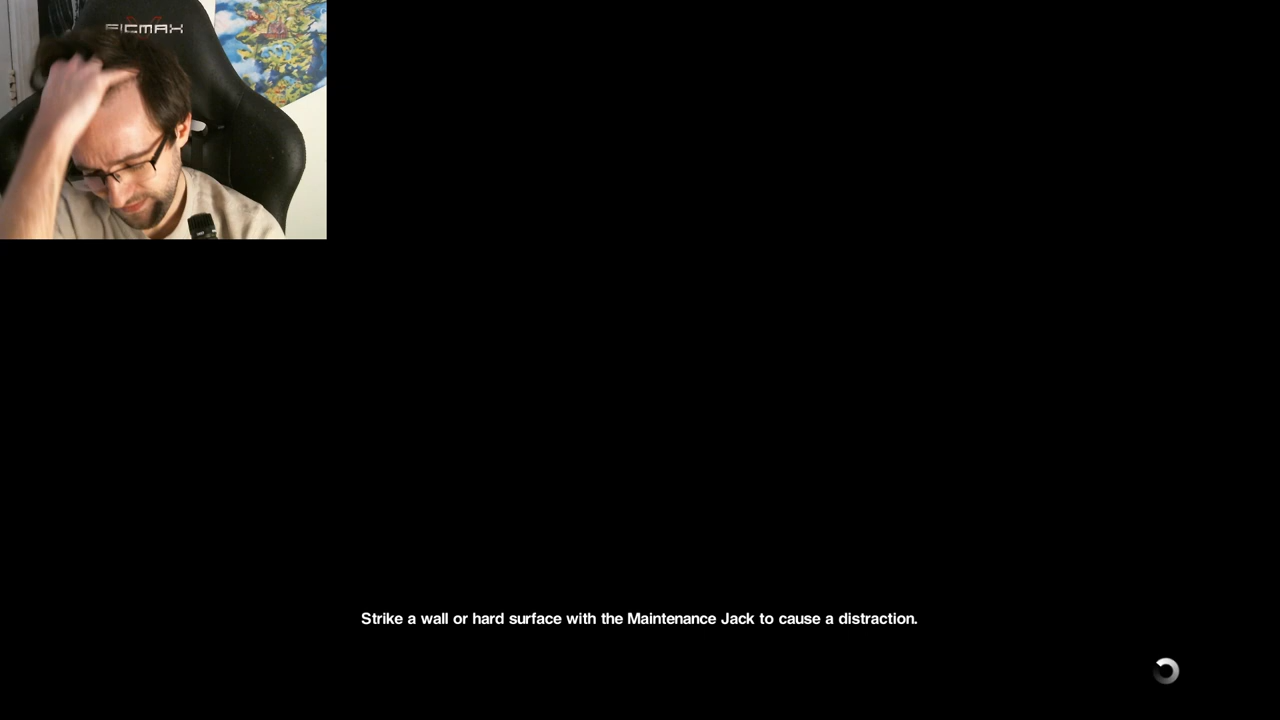 FICMAX
Strike a wall or hard surface with the Maintenance Jack to cause a distraction.